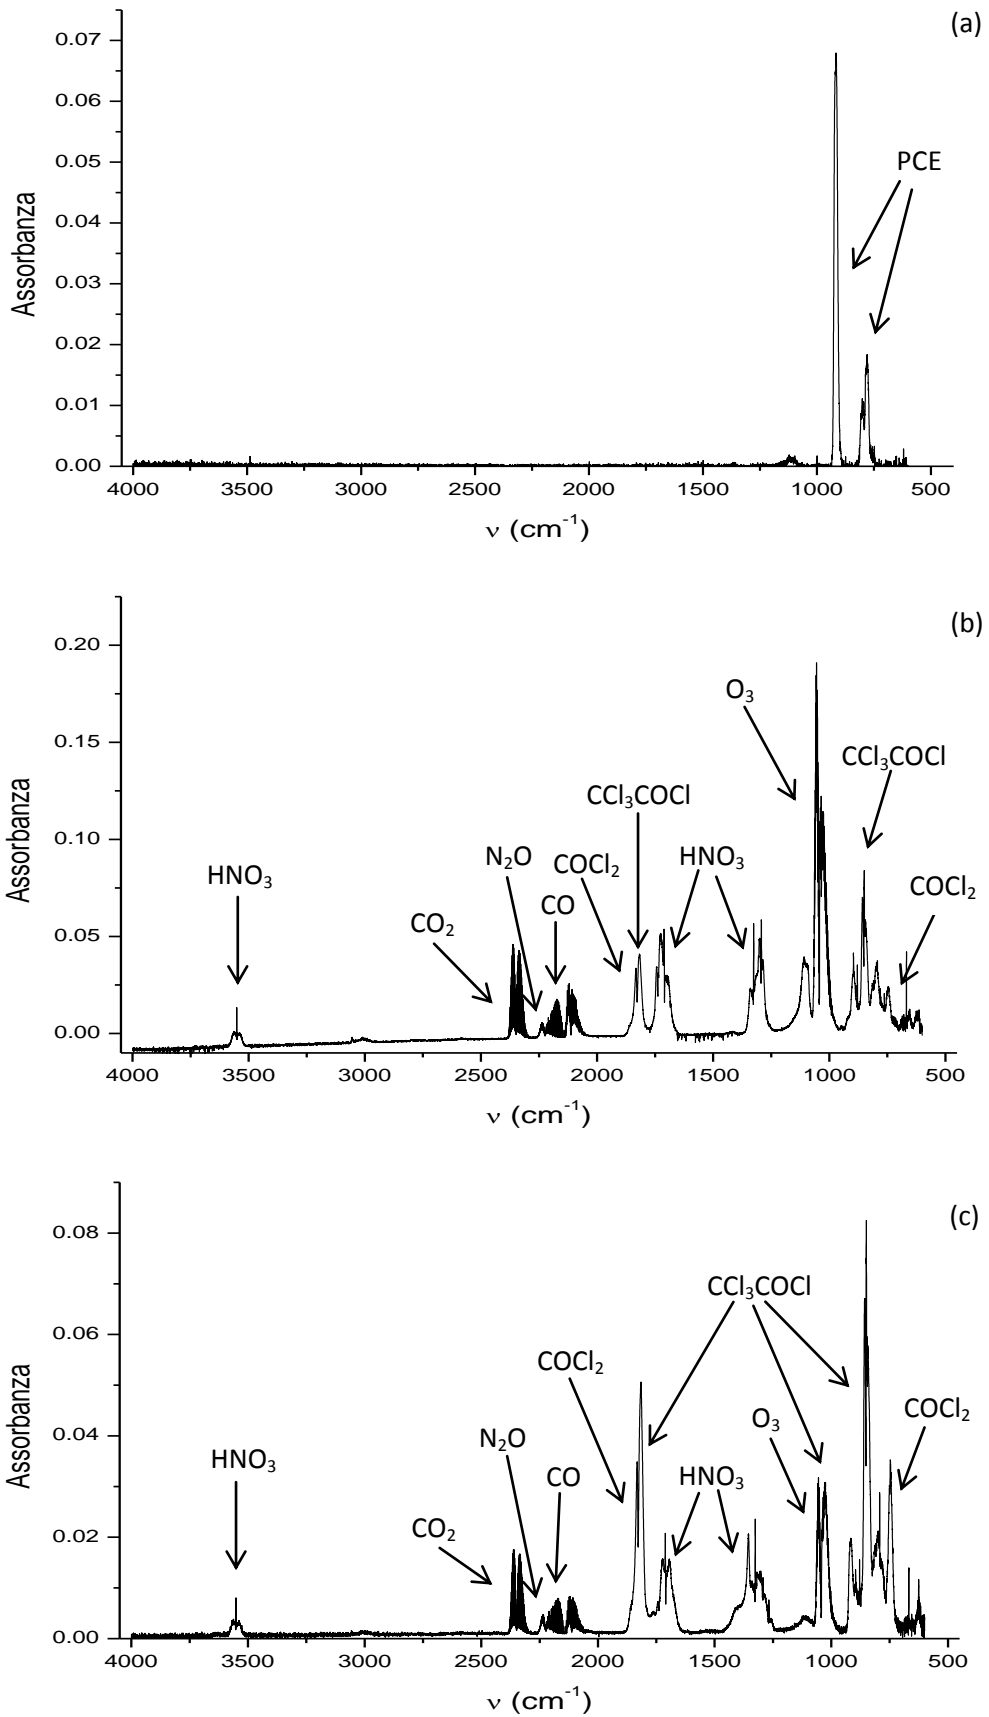 (a)
0.07
0.06
0.05
0.04
0.03
0.02
0.01
0.00
Assorbanza
PCE
4000 3500 3000 2500 2000 1500 1000 500
ν (cm⁻¹)
(b)
0.20
0.15
0.10
0.05
0.00
Assorbanza
O₃
CCl₃COCl
CCl₃COCl
N₂O
COCl₂
HNO₃
HNO₃
COCl₂
CO
CO₂
4000 3500 3000 2500 2000 1500 1000 500
ν (cm⁻¹)
(c)
0.08
0.06
0.04
0.02
0.00
Assorbanza
CCl₃COCl
COCl₂
COCl₂
O₃
N₂O
HNO₃
CO
HNO₃
CO₂
4000 3500 3000 2500 2000 1500 1000 500
ν (cm⁻¹)